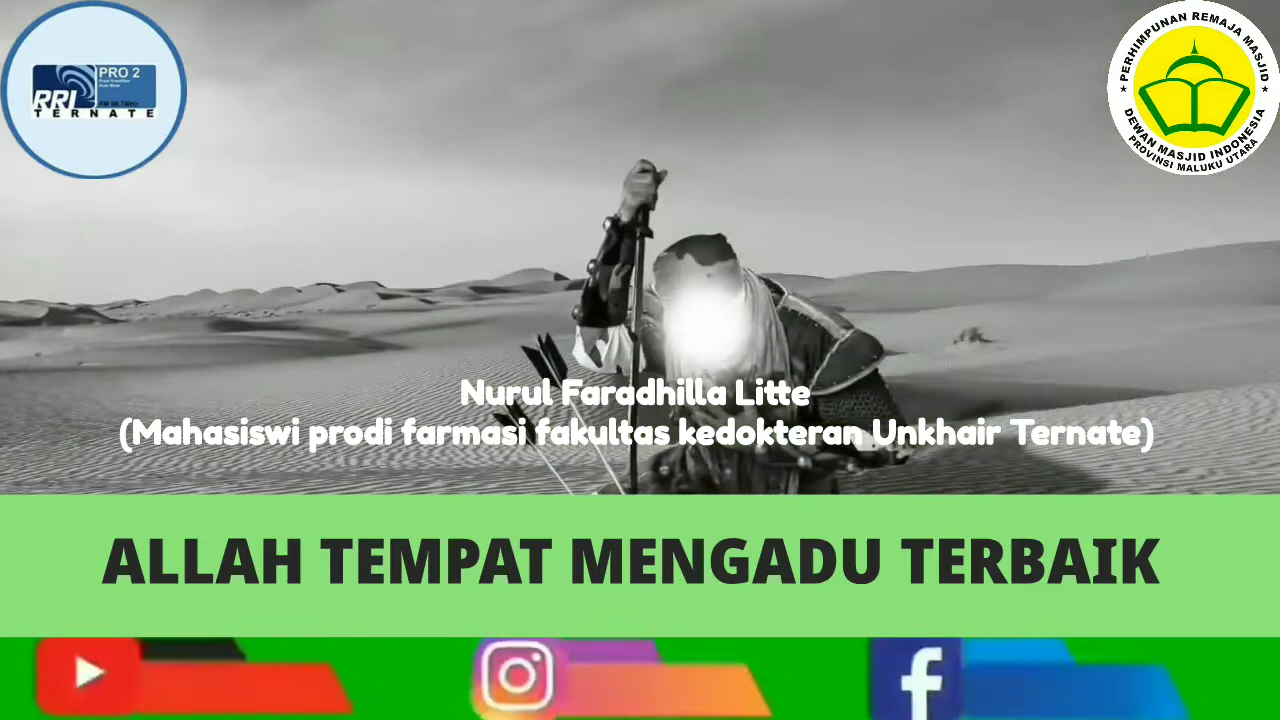 PRO 2
RRI
TERNATE
PERHIMPUNAN REMAJA MASJID
DEWAN MASJID INDONESIA
PROVINSI MALUKU UTARA
Nurul Faradhilla Litte
(Mahasiswi prodi farmasi fakultas kedokteran Unkhair Ternate)
ALLAH TEMPAT MENGADU TERBAIK